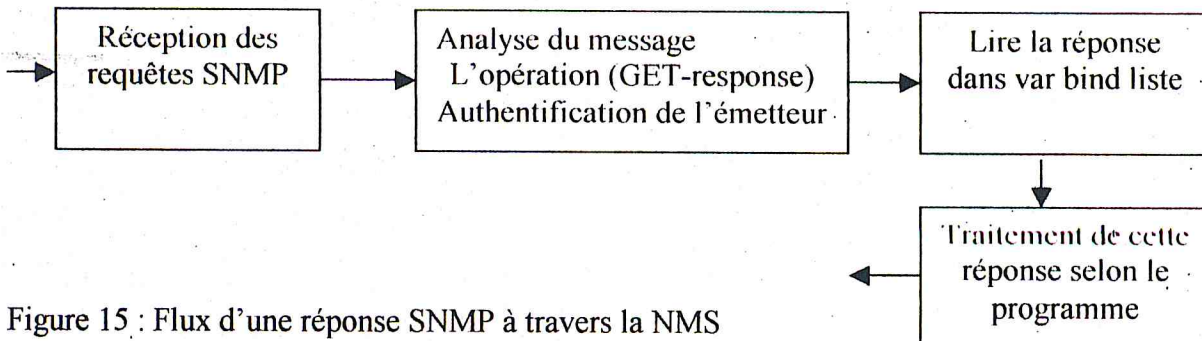 Réception des
requêtes SNMP
Analyse du message
L'opération (GET-response)
Authentification de l'émetteur
Lire la réponse
dans var bind liste
Traitement de cette
réponse selon le
programme
Figure 15 : Flux d'une réponse SNMP à travers la NMS